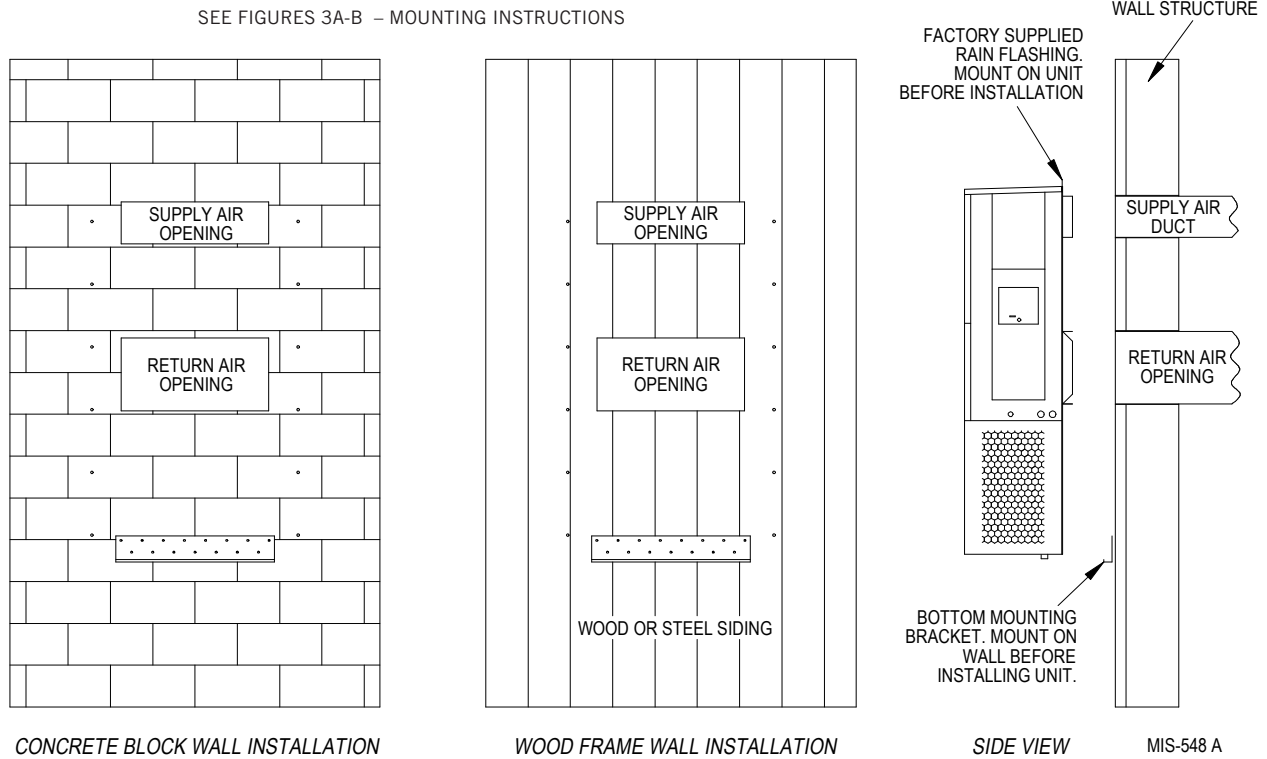 SEE FIGURES 3A-B – MOUNTING INSTRUCTIONS
WALL STRUCTURE
FACTORY SUPPLIED
RAIN FLASHING.
MOUNT ON UNIT
BEFORE INSTALLATION
SUPPLY AIR
OPENING
RETURN AIR
OPENING
SUPPLY AIR
OPENING
RETURN AIR
OPENING
WOOD OR STEEL SIDING
SUPPLY AIR
DUCT
RETURN AIR
OPENING
BOTTOM MOUNTING
BRACKET. MOUNT ON
WALL BEFORE
INSTALLING UNIT.
CONCRETE BLOCK WALL INSTALLATION
WOOD FRAME WALL INSTALLATION
SIDE VIEW
MIS-548 A